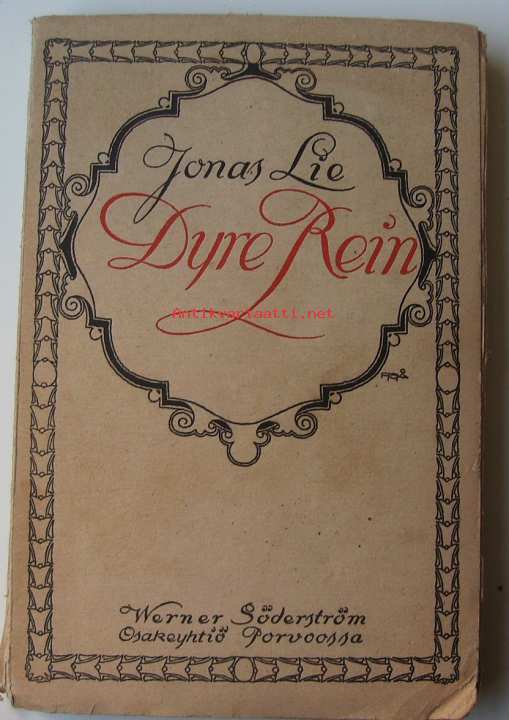 Jonas Lie
Dyre Rein
Antikvariaatti.net
Werner Söderström
Osakeyhtiö Porvoossa